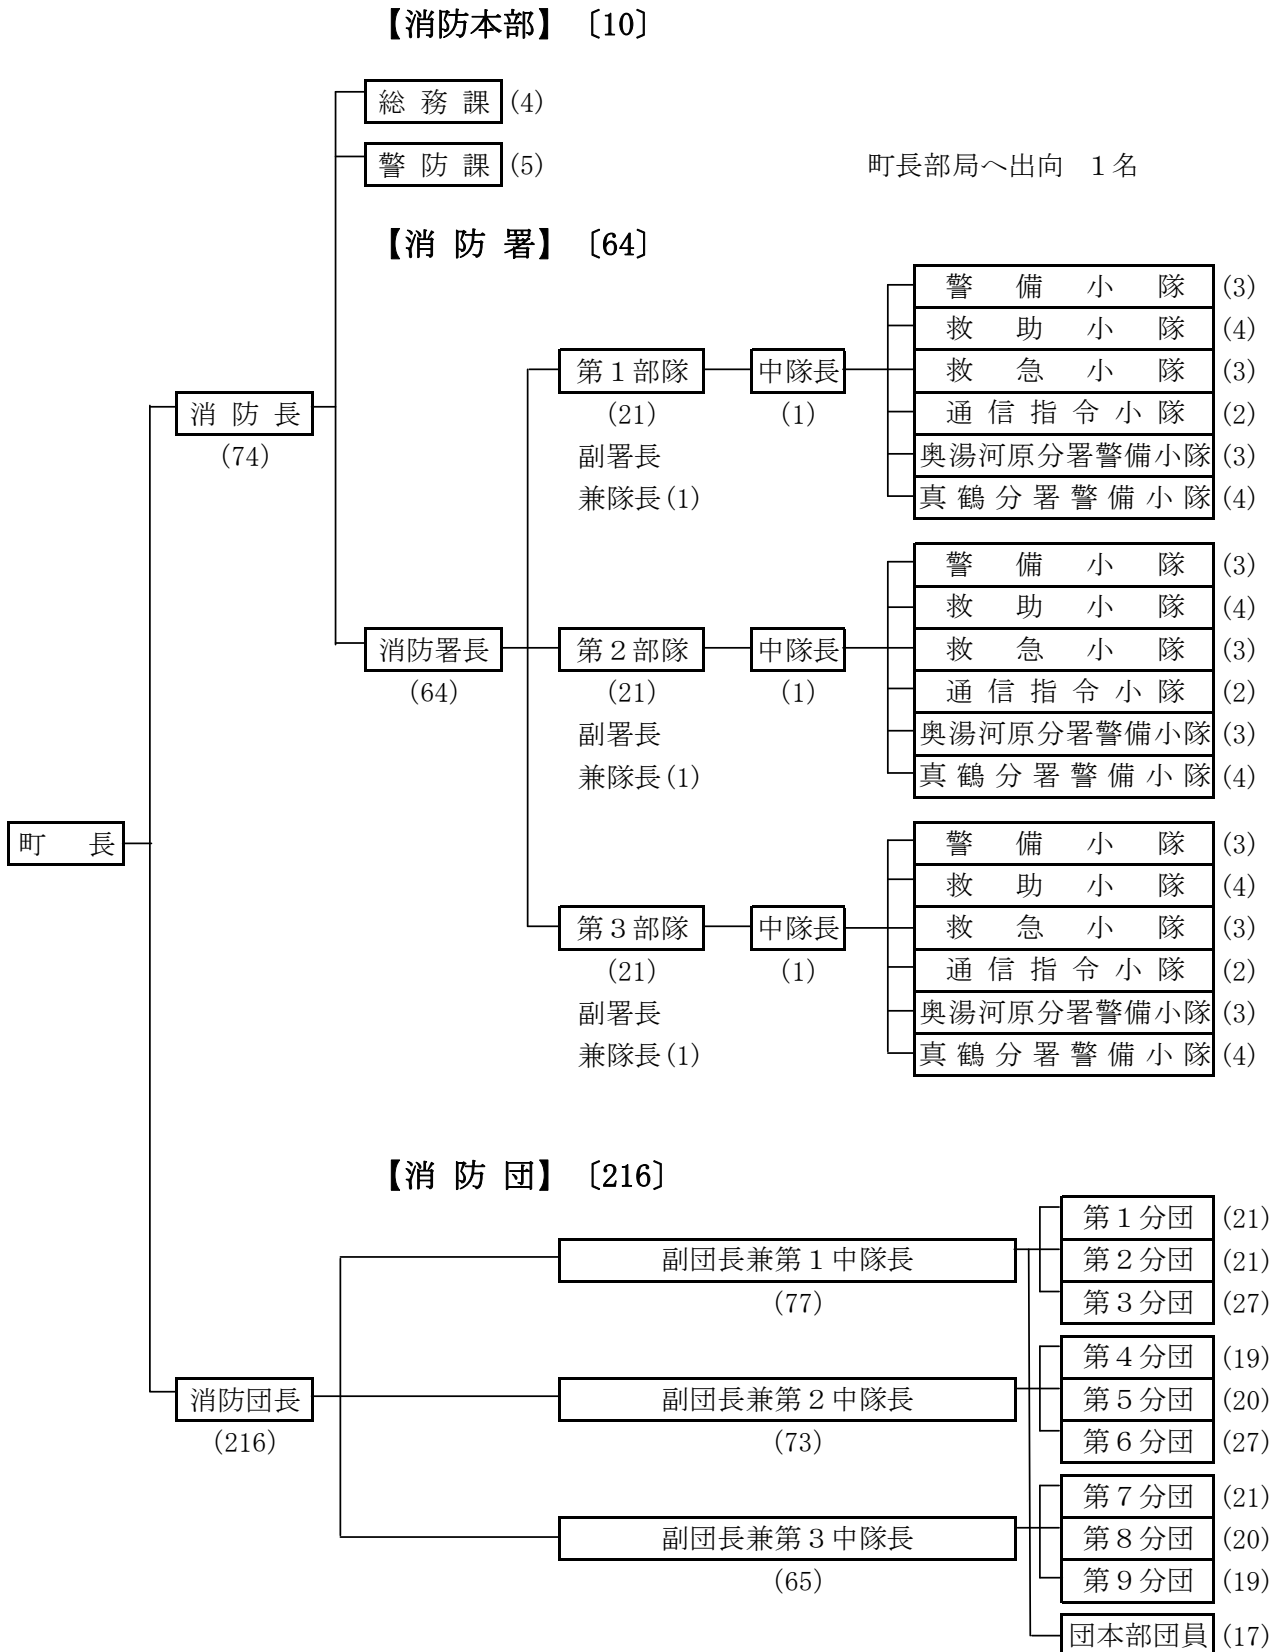 【消防本部】〔10〕
総務課 (4)
警防課 (5)
町長部局へ出向　1名
【消防署】〔64〕
警備小隊 (3)
救助小隊 (4)
第１部隊 中隊長 救急小隊 (3)
消防長 (21) (1) 通信指令小隊 (2)
(74) 副署長 奥湯河原分署警備小隊 (3)
兼隊長(1) 真鶴分署警備小隊 (4)
警備小隊 (3)
救助小隊 (4)
消防署長 第２部隊 中隊長 救急小隊 (3)
(64) (21) (1) 通信指令小隊 (2)
副署長 奥湯河原分署警備小隊 (3)
兼隊長(1) 真鶴分署警備小隊 (4)
町長 警備小隊 (3)
救助小隊 (4)
第３部隊 中隊長 救急小隊 (3)
(21) (1) 通信指令小隊 (2)
副署長 奥湯河原分署警備小隊 (3)
兼隊長(1) 真鶴分署警備小隊 (4)
【消防団】〔216〕
第１分団 (21)
副団長兼第１中隊長 第２分団 (21)
(77) 第３分団 (27)
第４分団 (19)
消防団長 副団長兼第２中隊長 第５分団 (20)
(216) (73) 第６分団 (27)
第７分団 (21)
副団長兼第３中隊長 第８分団 (20)
(65) 第９分団 (19)
団本部団員 (17)